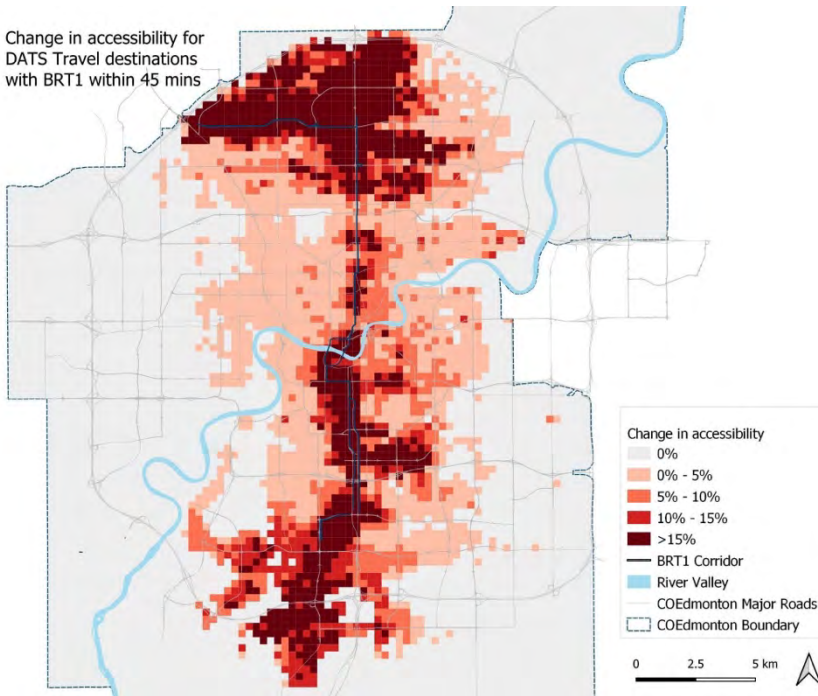 Change in accessibility for
DATS Travel destinations
with BRT1 within 45 mins
Change in accessibility
0%
0% - 5%
5% - 10%
10% - 15%
>15%
BRT1 Corridor
River Valley
COEdmonton Major Roads
COEdmonton Boundary
0 2.5 5 km